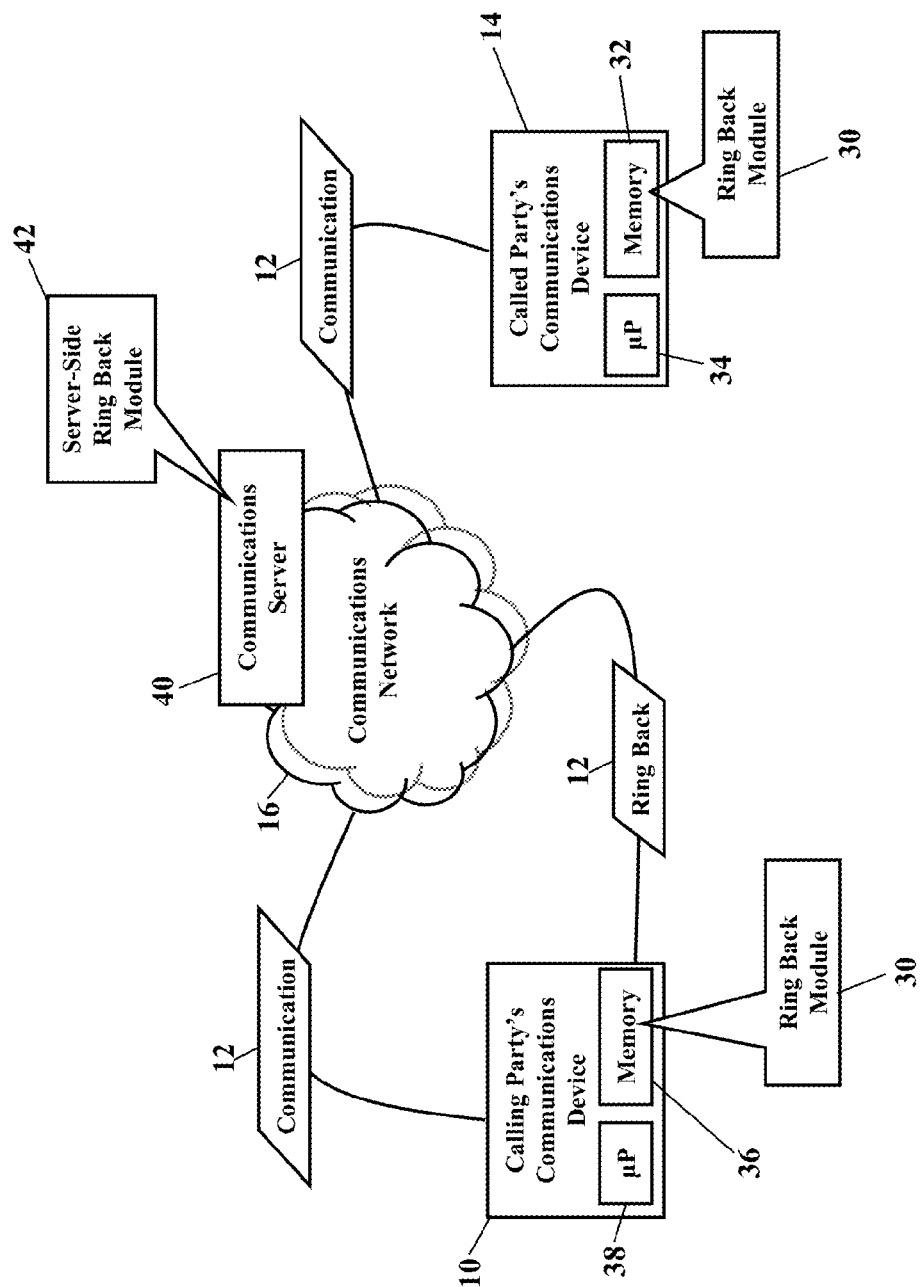 42
Server-Side
Ring Back
Module
40
Communications
Server
12
Communication
16
Communications
Network
12
Communication
14
Called Party's
Communications
Device
34
µP
32
Memory
Ring Back
Module
30
10
Calling Party's
Communications
Device
38
µP
36
Memory
12
Ring Back
Ring Back
Module
30